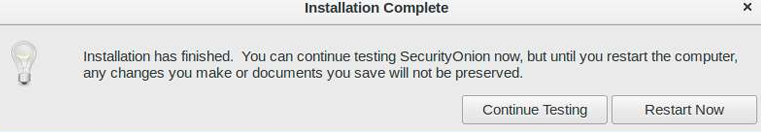 Installation Complete
Installation has finished.  You can continue testing SecurityOnion now, but until you restart the computer,
any changes you make or documents you save will not be preserved.
Continue Testing
Restart Now